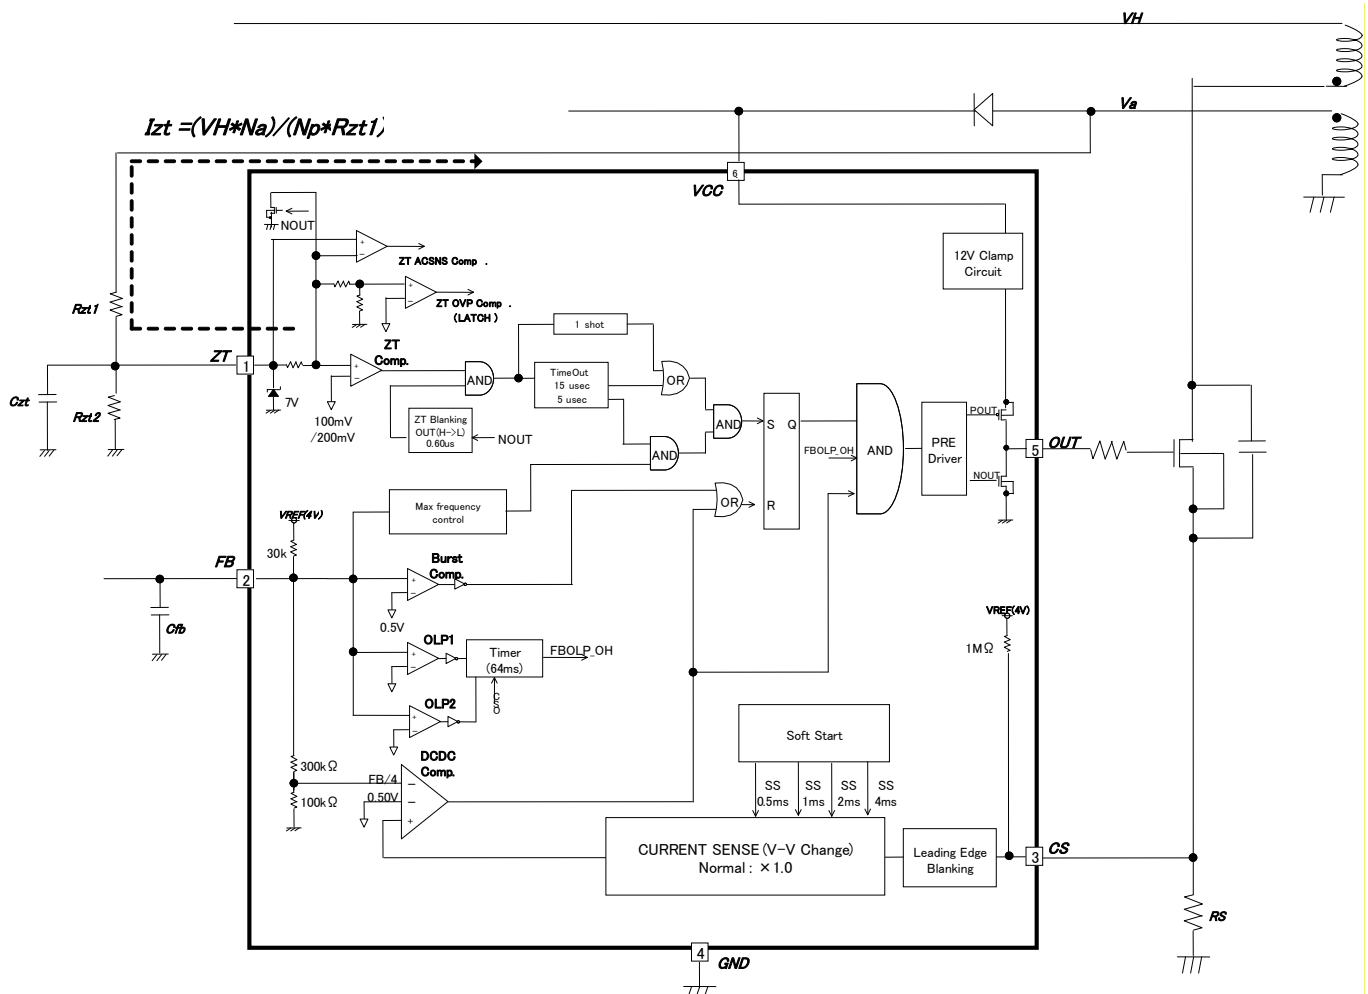 VH
Va
Izt =(VH*Na)/(Np*Rzt1)
6
VCC
NOUT
12V Clamp
Circuit
ZT ACSNS Comp .
ZT OVP Comp .
(LATCH)
Rzt1
1 shot
ZT
1
ZT
Comp.
7V
100mV
/200mV
AND
TimeOut
15 usec
5 usec
OR
Czt
Rzt2
ZT Blanking
OUT(H->L)
0.60us
NOUT
AND
AND
S Q
R
FBOLP_OH
AND
PRE
Driver
POUT
NOUT
5
OUT
Max frequency
control
OR
VREF(4V)
30k
FB
2
Cfb
Burst
Comp.
0.5V
OLP1
Timer
(64ms)
FBOLP_OH
OLP2
DCDC
Comp.
300kΩ
100kΩ
FB/4
0.50V
VREF(4V)
1MΩ
Soft Start
SS
0.5ms
SS
1ms
SS
2ms
SS
4ms
CURRENT SENSE (V-V Change)
Normal : ×1.0
Leading Edge
Blanking
3
CS
RS
4
GND